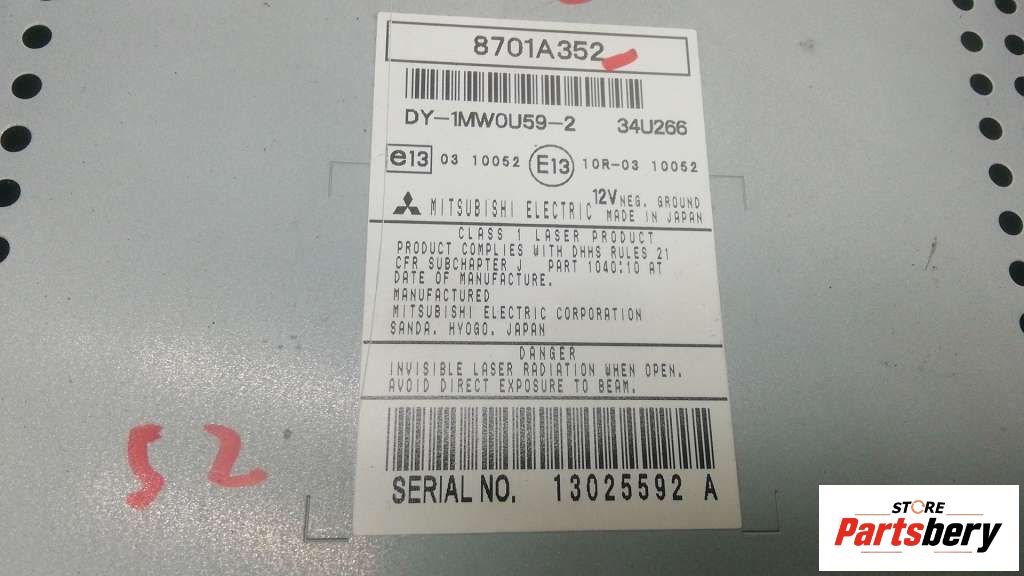 8701A352
DY-1MW0U59-2 34U266
e13 03 10052 E13 10R-03 10052
MITSUBISHI ELECTRIC 12V NEG. GROUND
MADE IN JAPAN
CLASS 1 LASER PRODUCT
PRODUCT COMPLIES WITH DHHS RULES 21
CFR SUBCHAPTER J, PART 1040:10 AT
DATE OF MANUFACTURE.
MANUFACTURED
MITSUBISHI ELECTRIC CORPORATION
SANDA, HYOGO, JAPAN
DANGER
INVISIBLE LASER RADIATION WHEN OPEN.
AVOID DIRECT EXPOSURE TO BEAM.
SERIAL NO. 13025592 A
52
STORE
Partsbery